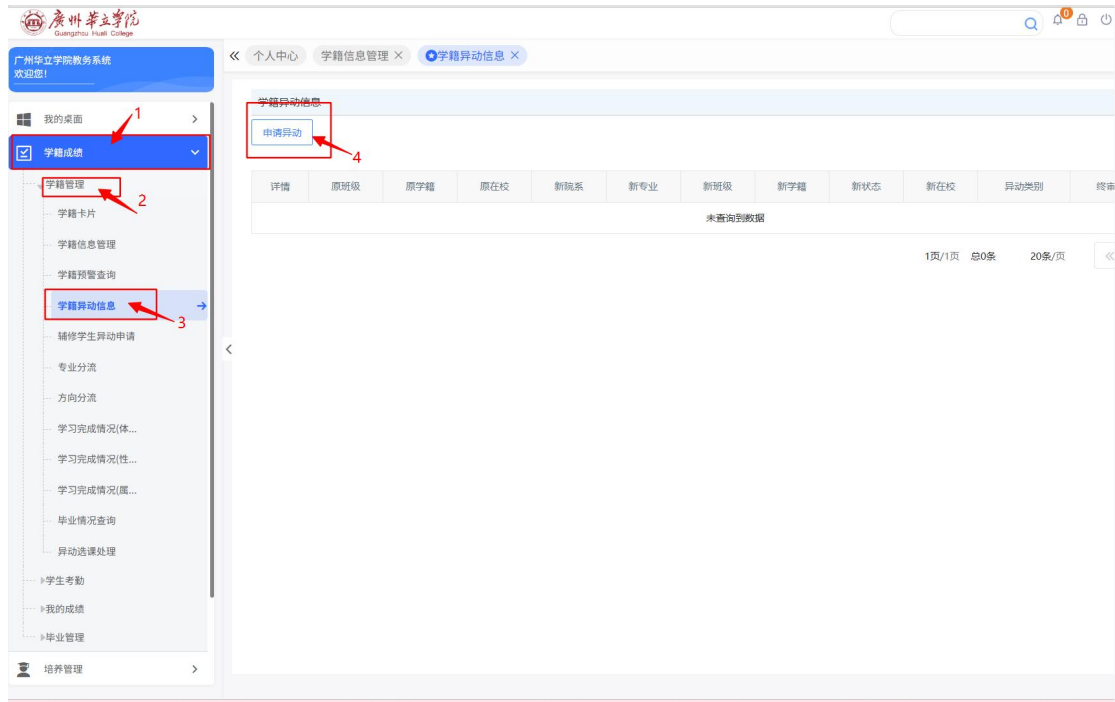 廣州华立学院
Guangzhou Huali College
0
广州华立学院教务系统
欢迎您!
个人中心
学籍信息管理
学籍异动信息
我的桌面
1
学籍成绩
学籍管理
2
学籍卡片
学籍信息管理
学籍预警查询
学籍异动信息
3
辅修学生异动申请
专业分流
方向分流
学习完成情况(体...
学习完成情况(性...
学习完成情况(属...
毕业情况查询
异动选课处理
学生考勤
我的成绩
毕业管理
培养管理
学籍异动信息
申请异动
4
详情 原班级 原学籍 原在校 新院系 新专业 新班级 新学籍 新状态 新在校 异动类别 终审
未查询到数据
1页/1页 总0条 20条/页